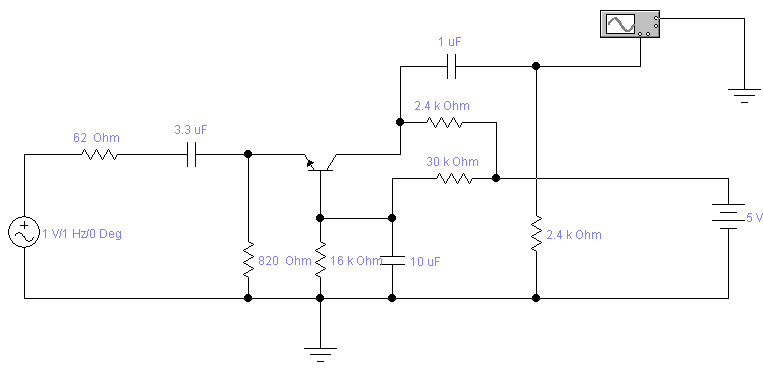 1 uF
2.4 k Ohm
3.3 uF
62 Ohm
30 k Ohm
1 V/1 Hz/0 Deg
5 V
2.4 k Ohm
820 Ohm
16 k Ohm
10 uF